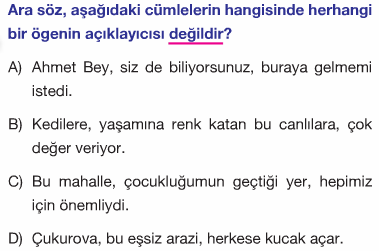 Ara söz, aşağıdaki cümlelerin hangisinde herhangi
bir ögenin açıklayıcısı değildir?
A) Ahmet Bey, siz de biliyorsunuz, buraya gelmemi
istedi.
B) Kedilere, yaşamına renk katan bu canlılara, çok
değer veriyor.
C) Bu mahalle, çocukluğumun geçtiği yer, hepimiz
için önemliydi.
D) Çukurova, bu eşsiz arazi, herkese kucak açar.